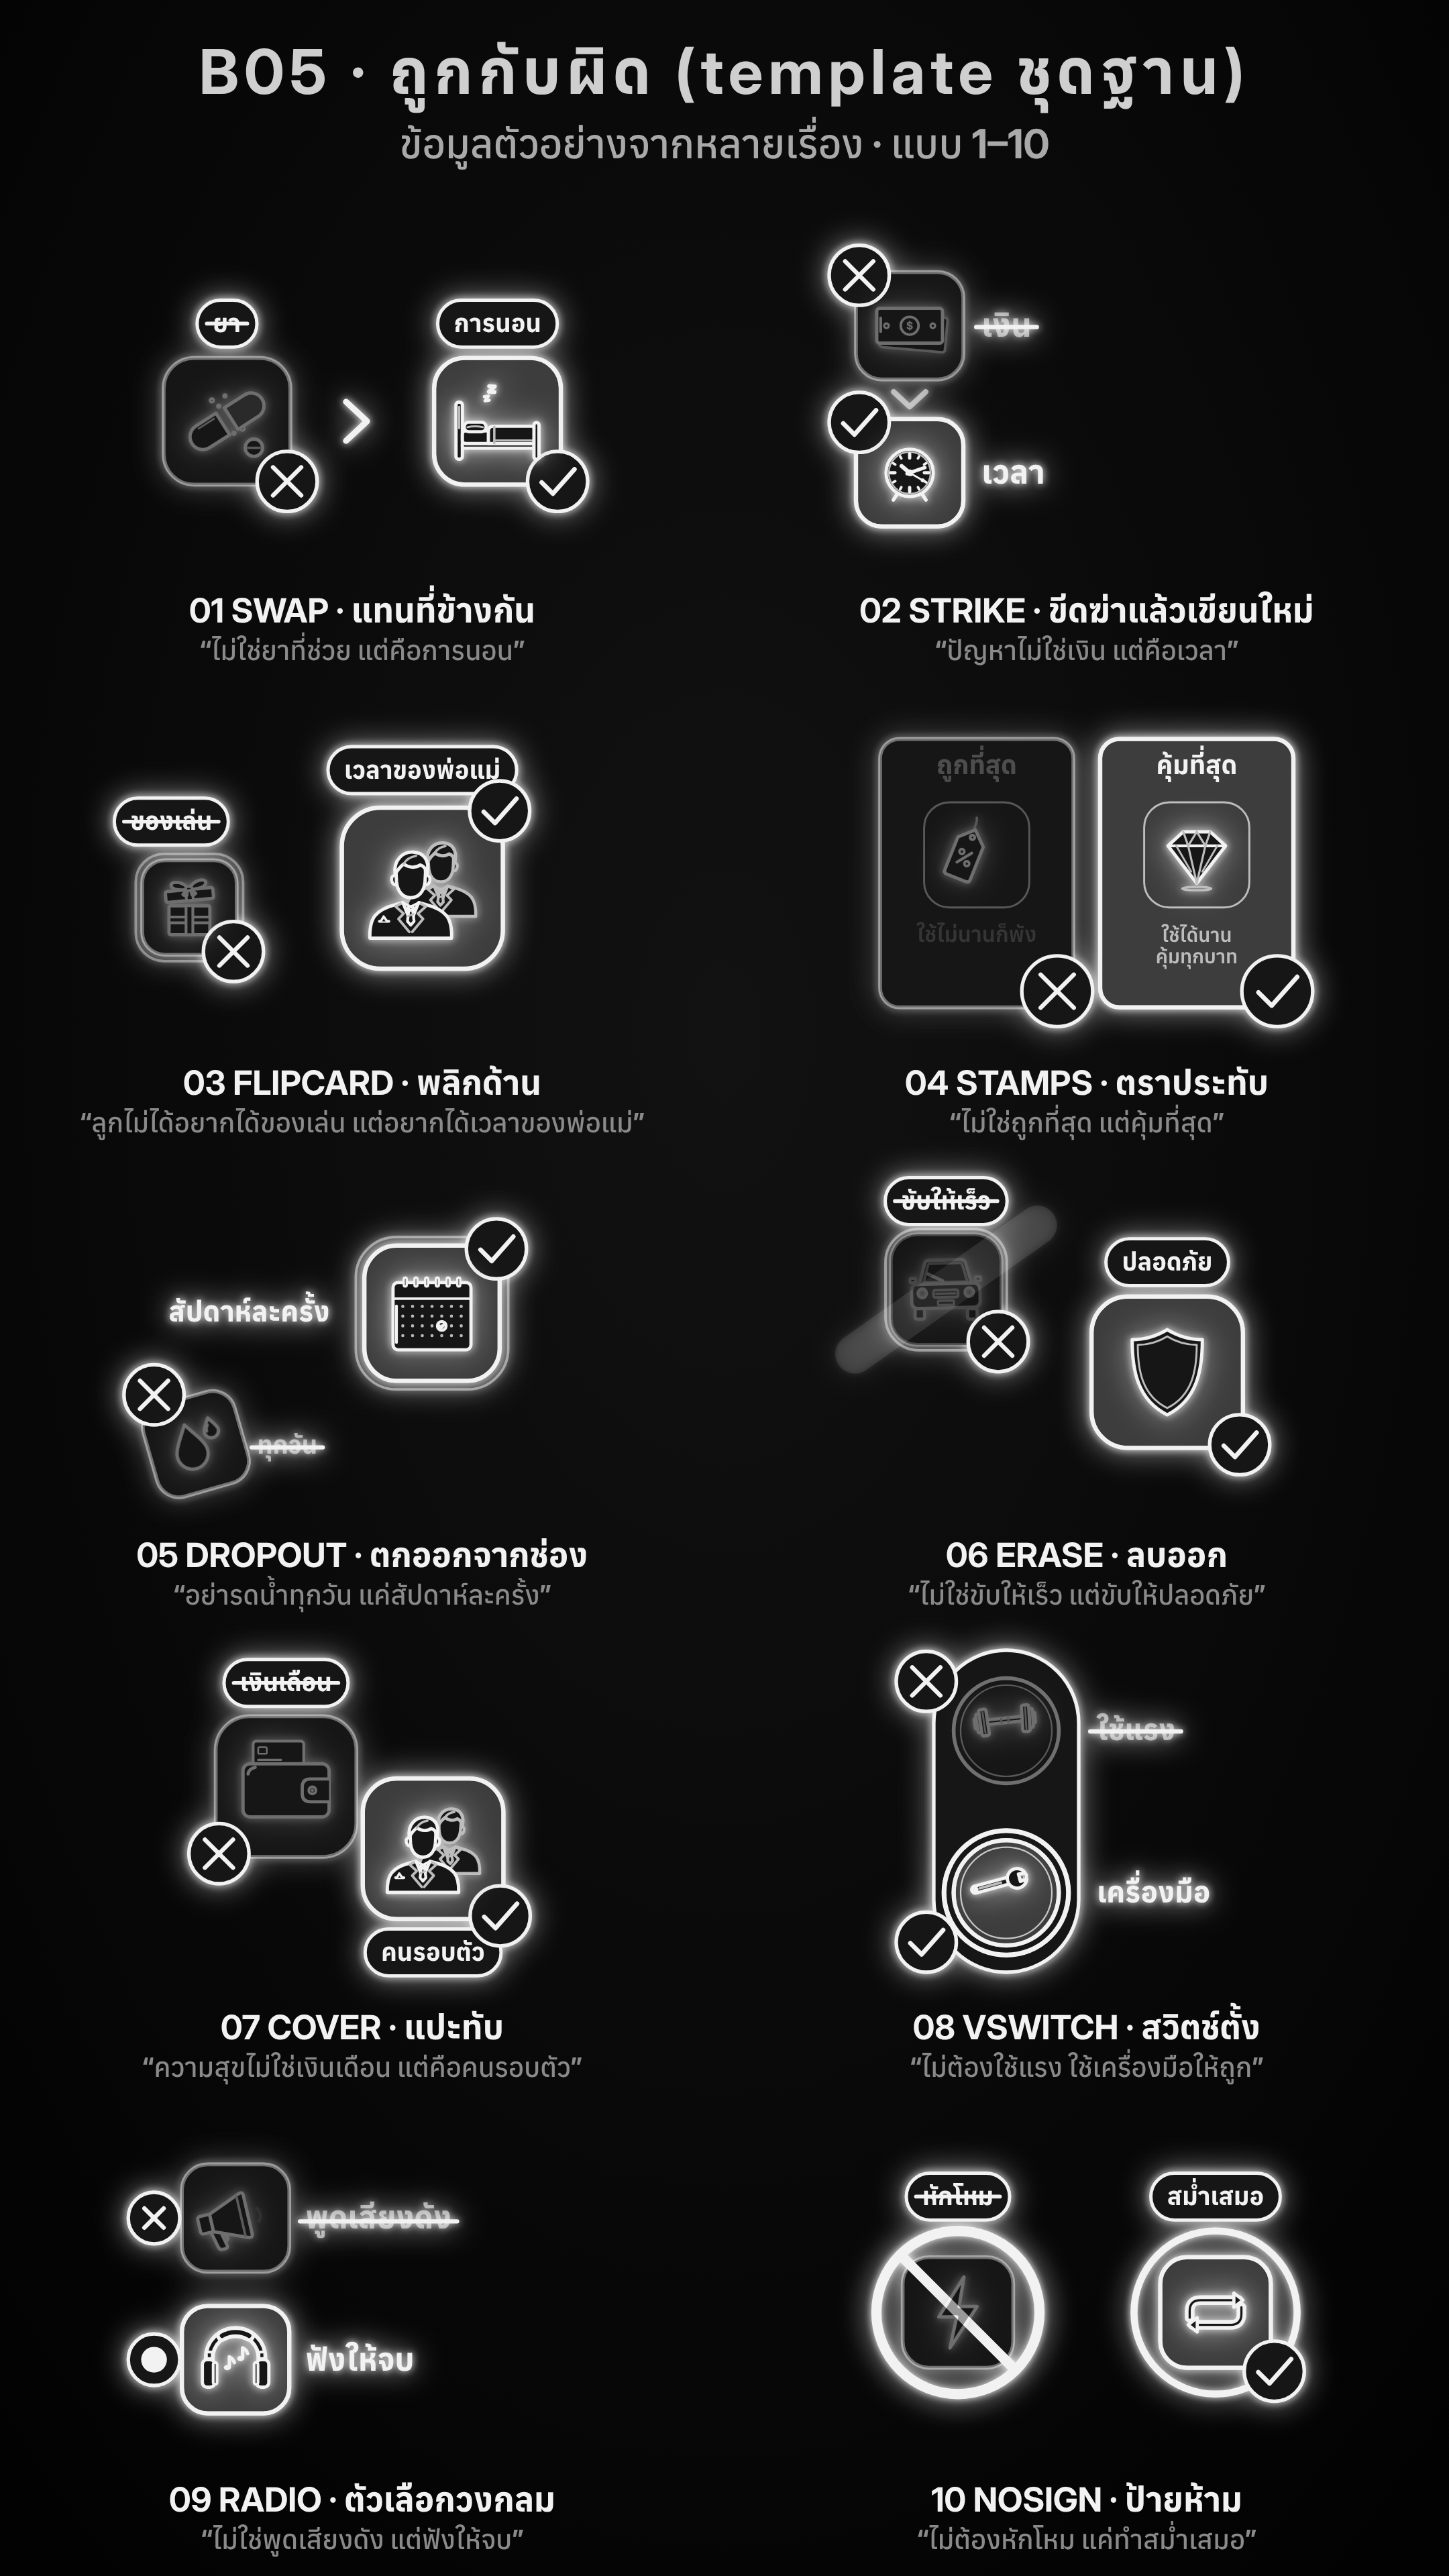 B05 · ถูกกับผิด (template ชุดฐาน)
ข้อมูลตัวอย่างจากหลายเรื่อง · แบบ 1–10
ยา
การนอน
01 SWAP · แทนที่ข้างกัน
“ไม่ใช่ยาที่ช่วย แต่คือการนอน”
เงิน
เวลา
02 STRIKE · ขีดฆ่าแล้วเขียนใหม่
“ปัญหาไม่ใช่เงิน แต่คือเวลา”
ของเล่น
เวลาของพ่อแม่
03 FLIPCARD · พลิกด้าน
“ลูกไม่ได้อยากได้ของเล่น แต่อยากได้เวลาของพ่อแม่”
ถูกที่สุด
ใช้ไม่นานก็พัง
คุ้มที่สุด
ใช้ได้นาน
คุ้มทุกบาท
04 STAMPS · ตราประทับ
“ไม่ใช่ถูกที่สุด แต่คุ้มที่สุด”
สัปดาห์ละครั้ง
ทุกวัน
05 DROPOUT · ตกออกจากช่อง
“อย่ารดน้ำทุกวัน แค่สัปดาห์ละครั้ง”
ขับให้เร็ว
ปลอดภัย
06 ERASE · ลบออก
“ไม่ใช่ขับให้เร็ว แต่ขับให้ปลอดภัย”
เงินเดือน
คนรอบตัว
07 COVER · แปะทับ
“ความสุขไม่ใช่เงินเดือน แต่คือคนรอบตัว”
ใช้แรง
เครื่องมือ
08 VSWITCH · สวิตช์ตั้ง
“ไม่ต้องใช้แรง ใช้เครื่องมือให้ถูก”
พูดเสียงดัง
ฟังให้จบ
09 RADIO · ตัวเลือกวงกลม
“ไม่ใช่พูดเสียงดัง แต่ฟังให้จบ”
หักโหม
สม่ำเสมอ
10 NOSIGN · ป้ายห้าม
“ไม่ต้องหักโหม แค่ทำสม่ำเสมอ”